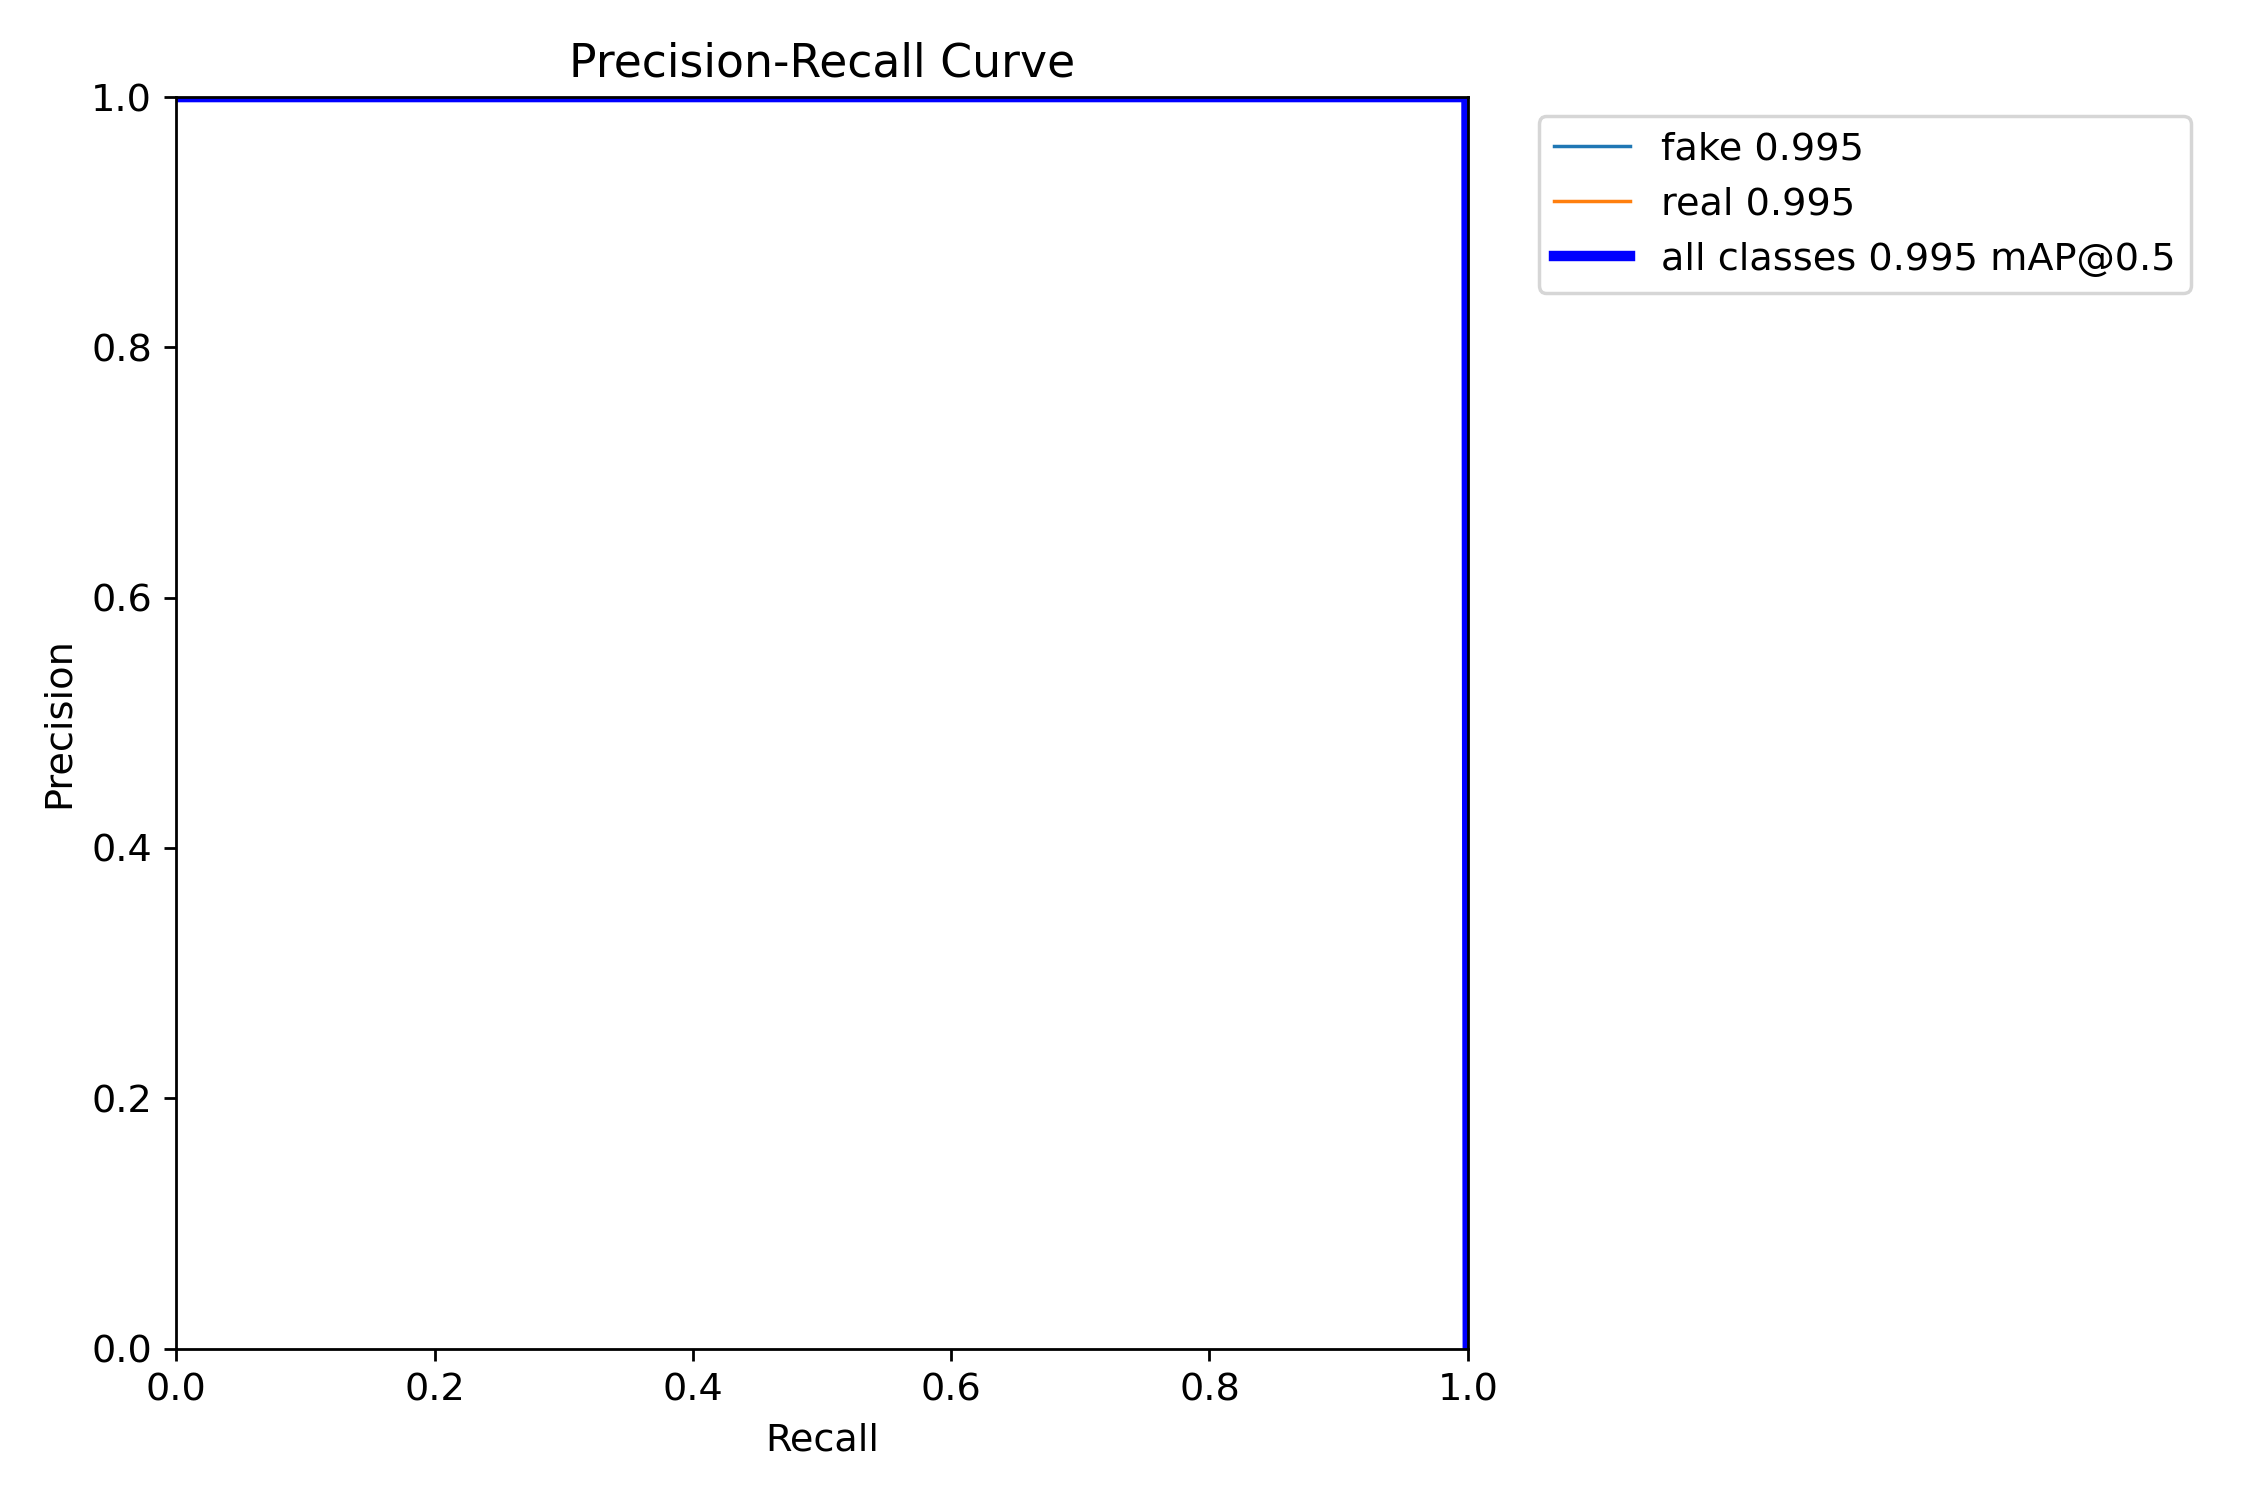 Precision-Recall Curve
1.0
0.8
0.6
0.4
0.2
0.0
Precision
0.0 0.2 0.4 0.6 0.8 1.0
Recall
fake 0.995
real 0.995
all classes 0.995 mAP@0.5